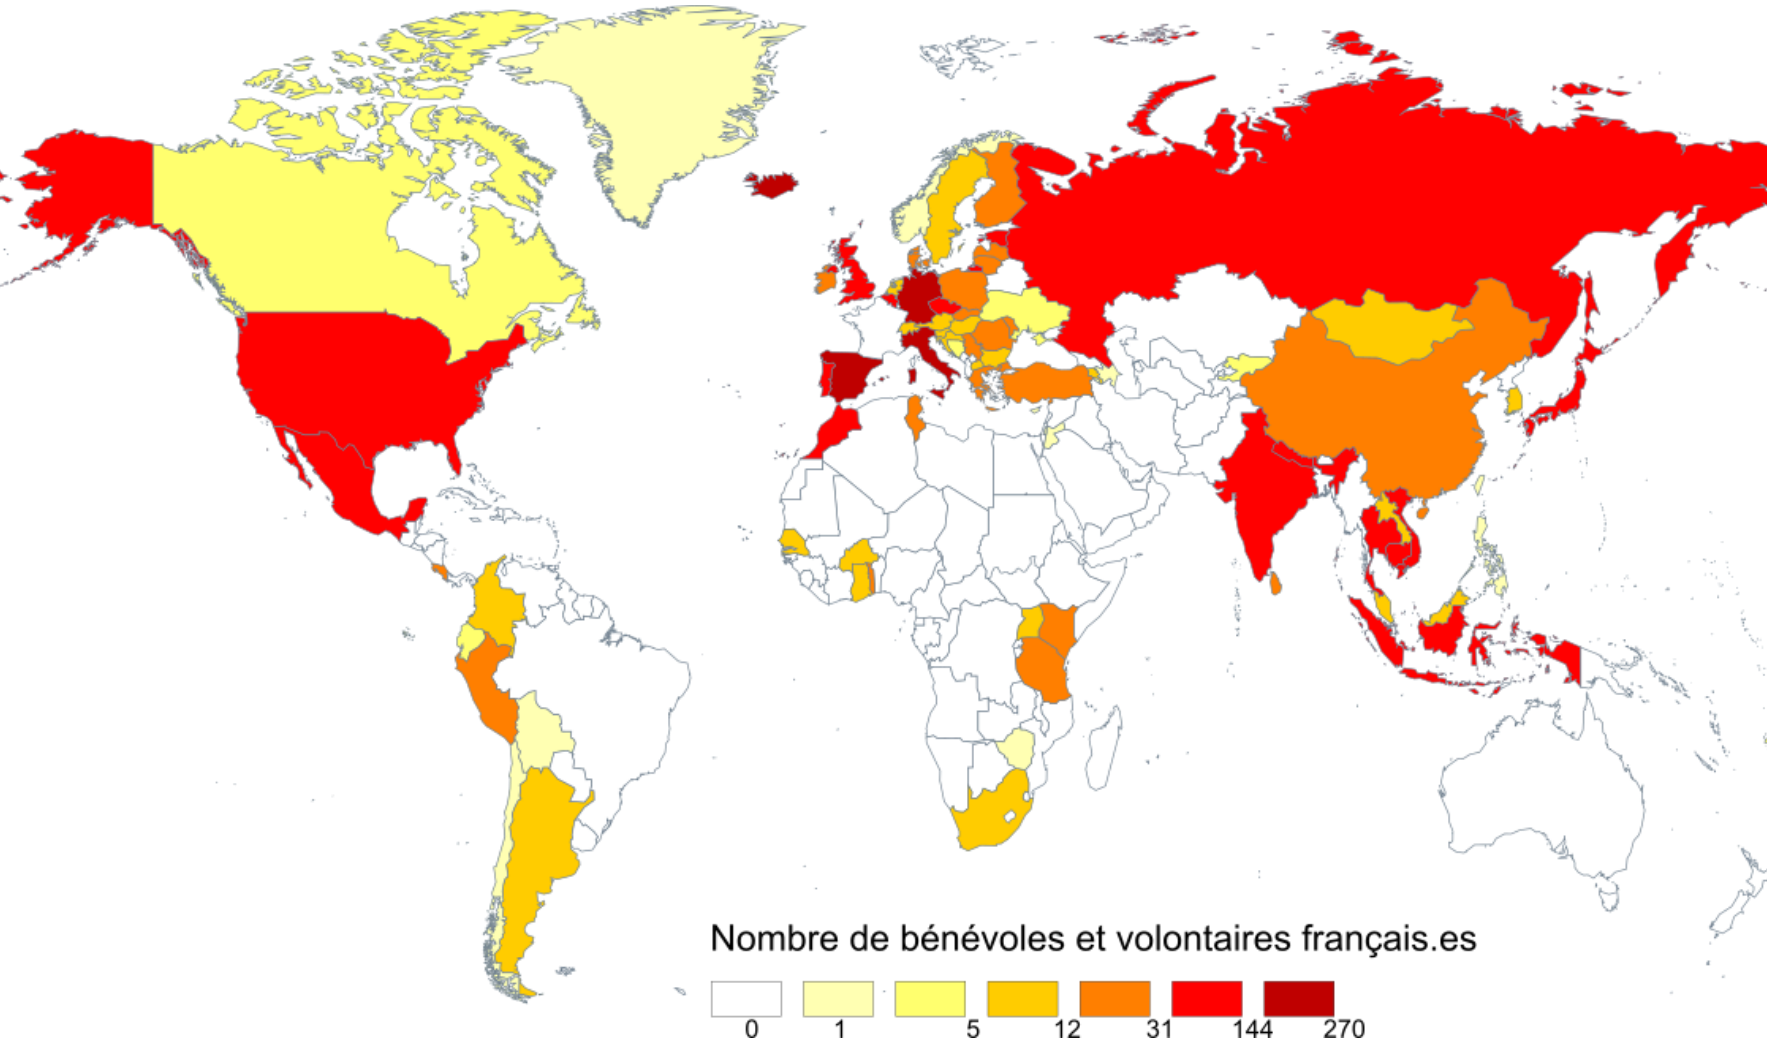 Nombre de bénévoles et volontaires français.es
0 1 5 12 31 144 270